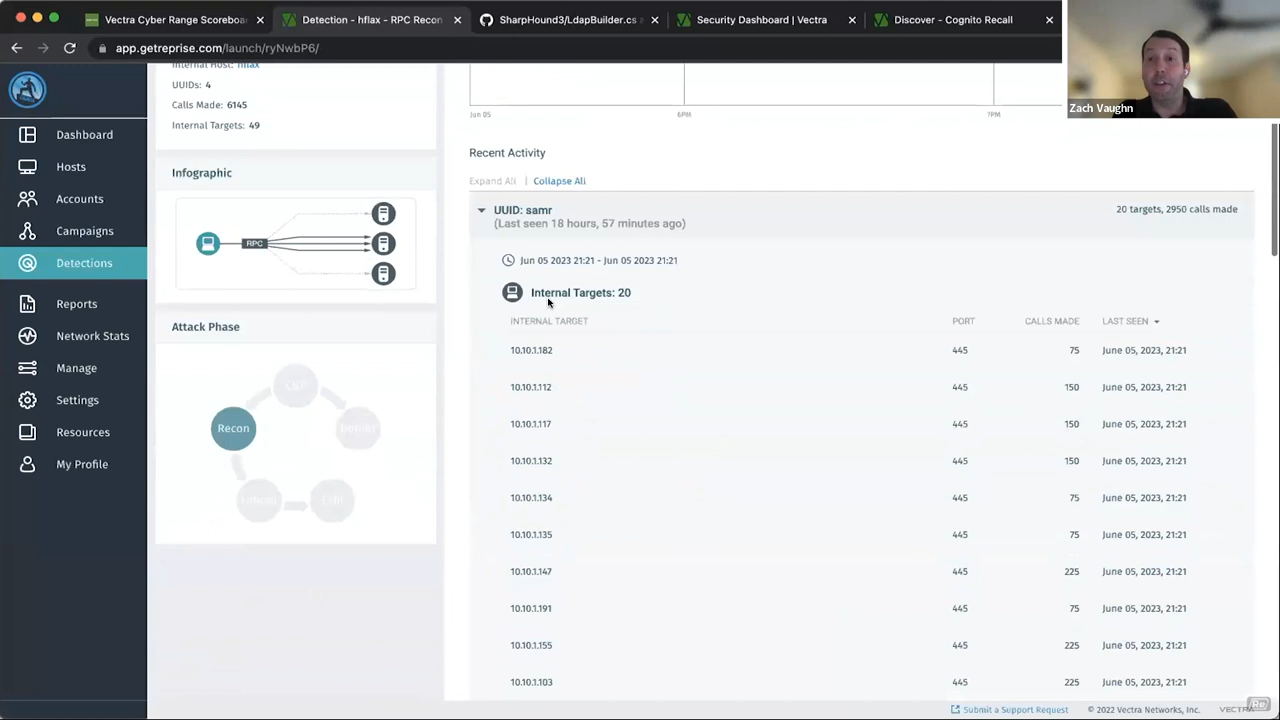 Vectra Cyber Range Scoreboa
Detection - hflax - RPC Recon
SharpHound3/LdapBuilder.cs a
Security Dashboard | Vectra
Discover - Cognito Recall
app.getreprise.com/launch/ryNwbP6/
Zach Vaughn
Dashboard
Hosts
Accounts
Campaigns
Detections
Reports
Network Stats
Manage
Settings
Resources
My Profile
Internal Host: hflax
UUIDs: 4
Calls Made: 6145
Internal Targets: 49
Infographic
RPC
Attack Phase
Recon
Jun 05 6PM 7PM
Recent Activity
Expand All | Collapse All
UUID: samr 20 targets, 2950 calls made
(Last seen 18 hours, 57 minutes ago)
Jun 05 2023 21:21 - Jun 05 2023 21:21
Internal Targets: 20
INTERNAL TARGET PORT CALLS MADE LAST SEEN
10.10.1.182 445 75 June 05, 2023, 21:21
10.10.1.112 445 150 June 05, 2023, 21:21
10.10.1.117 445 150 June 05, 2023, 21:21
10.10.1.132 445 150 June 05, 2023, 21:21
10.10.1.134 445 75 June 05, 2023, 21:21
10.10.1.135 445 75 June 05, 2023, 21:21
10.10.1.147 445 225 June 05, 2023, 21:21
10.10.1.191 445 75 June 05, 2023, 21:21
10.10.1.155 445 225 June 05, 2023, 21:21
10.10.1.103 445 225 June 05, 2023, 21:21
Submit a Support Request © 2022 Vectra Networks, Inc. VECTRA Re